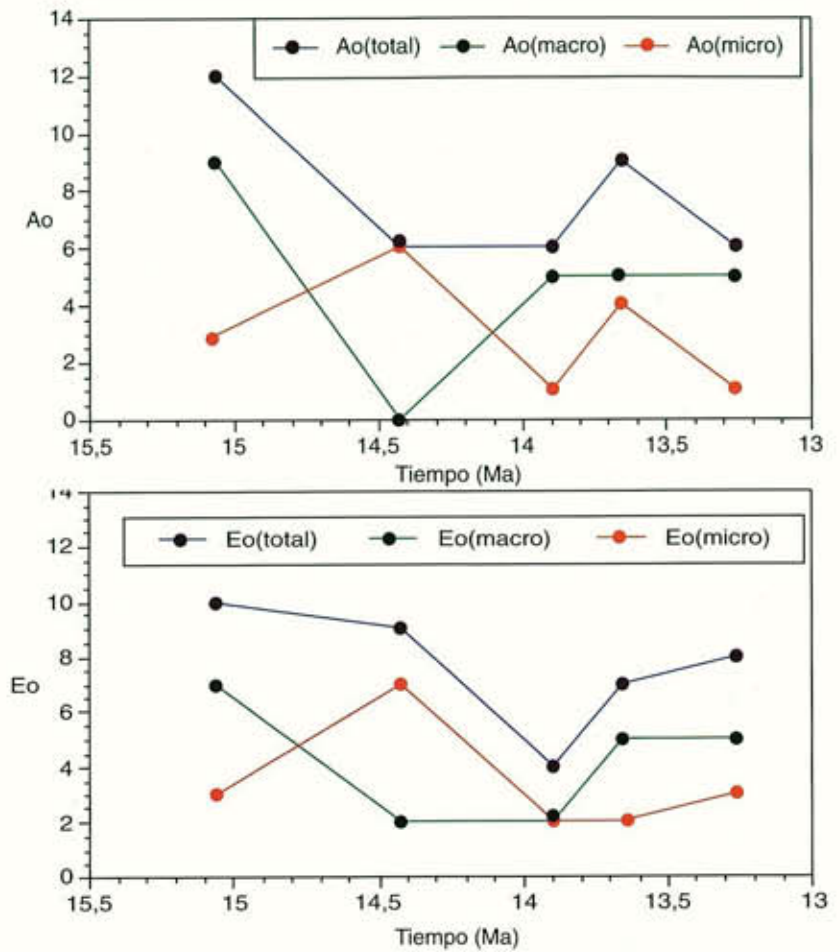 14
Ao(total) Ao(macro) Ao(micro)
12
10
8
Ao
6
4
2
0
15,5 15 14,5 14 13,5 13
Tiempo (Ma)
14
Eo(total) Eo(macro) Eo(micro)
12
10
8
Eo
6
4
2
0
15,5 15 14,5 14 13,5 13
Tiempo (Ma)